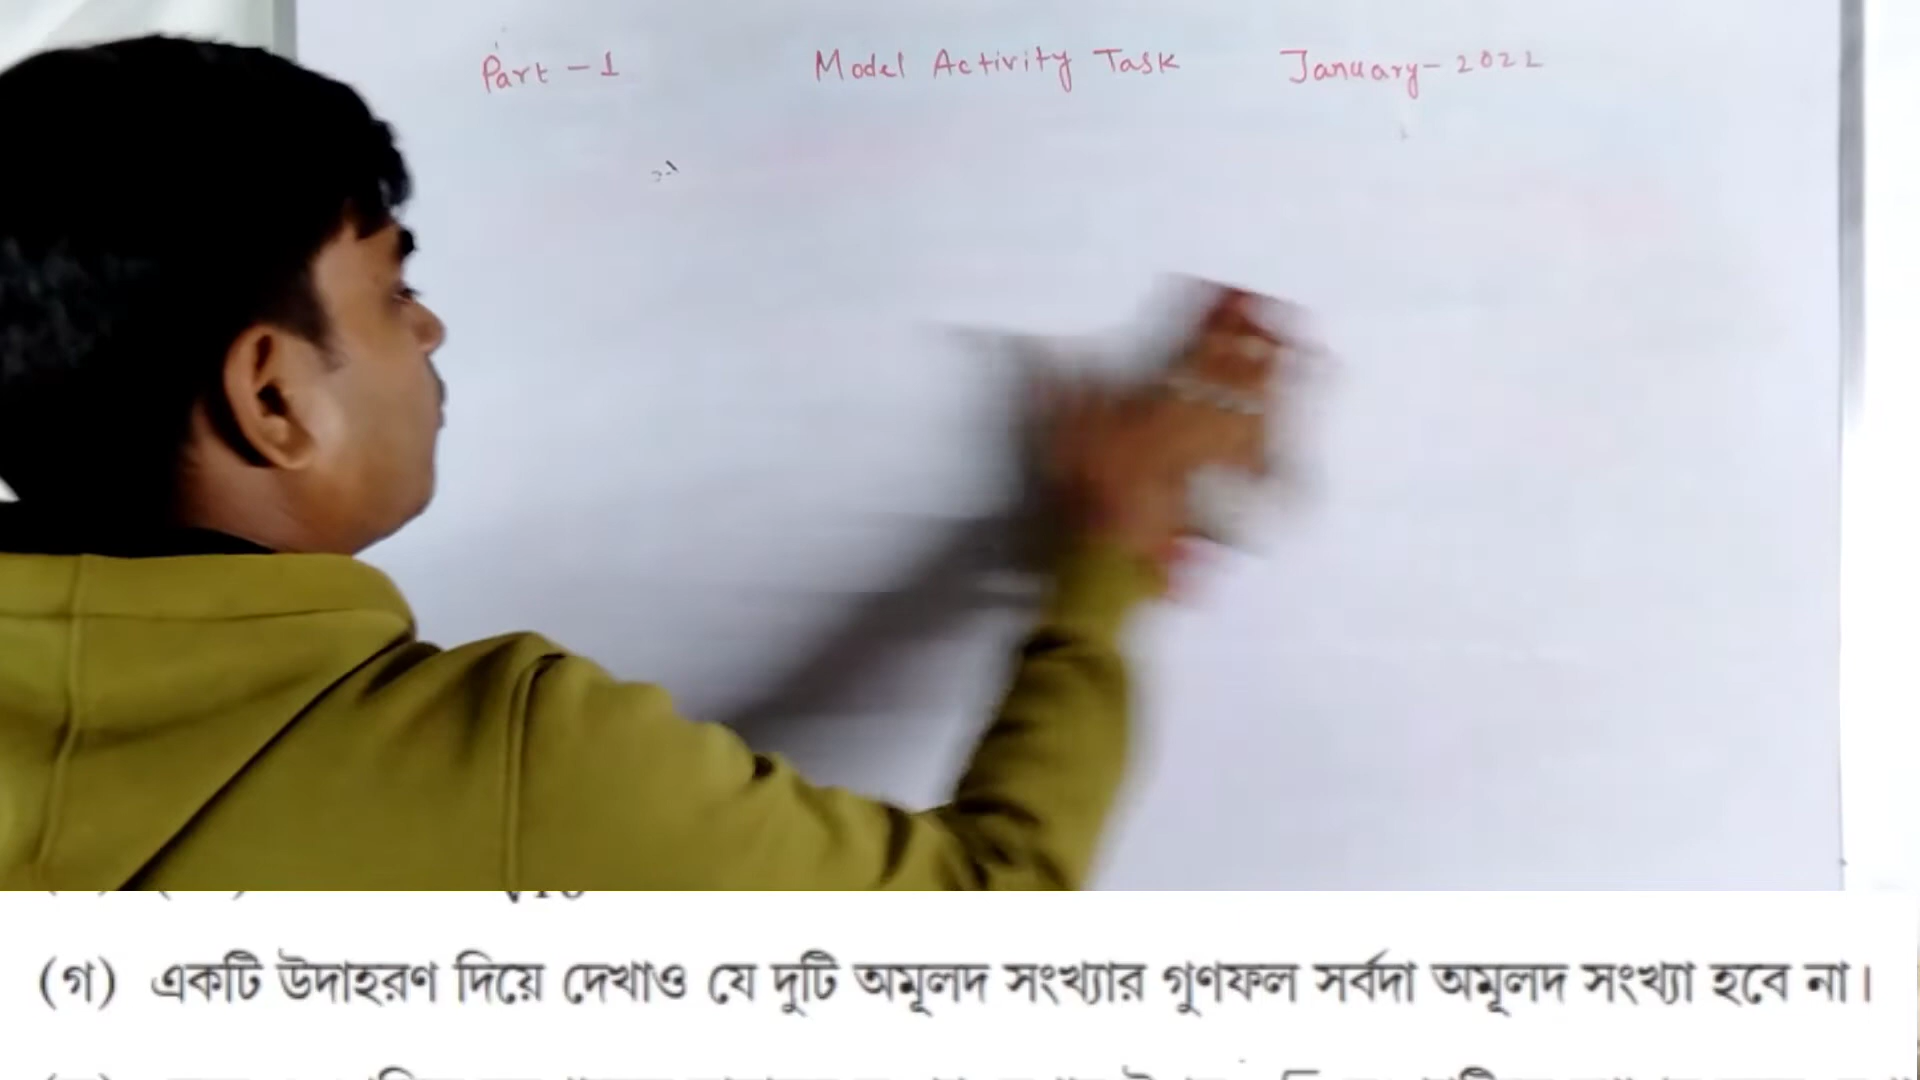 Part - 1 Model Activity Task January - 2022
(গ) একটি উদাহরণ দিয়ে দেখাও যে দুটি অমূলদ সংখ্যার গুণফল সর্বদা অমূলদ সংখ্যা হবে না।